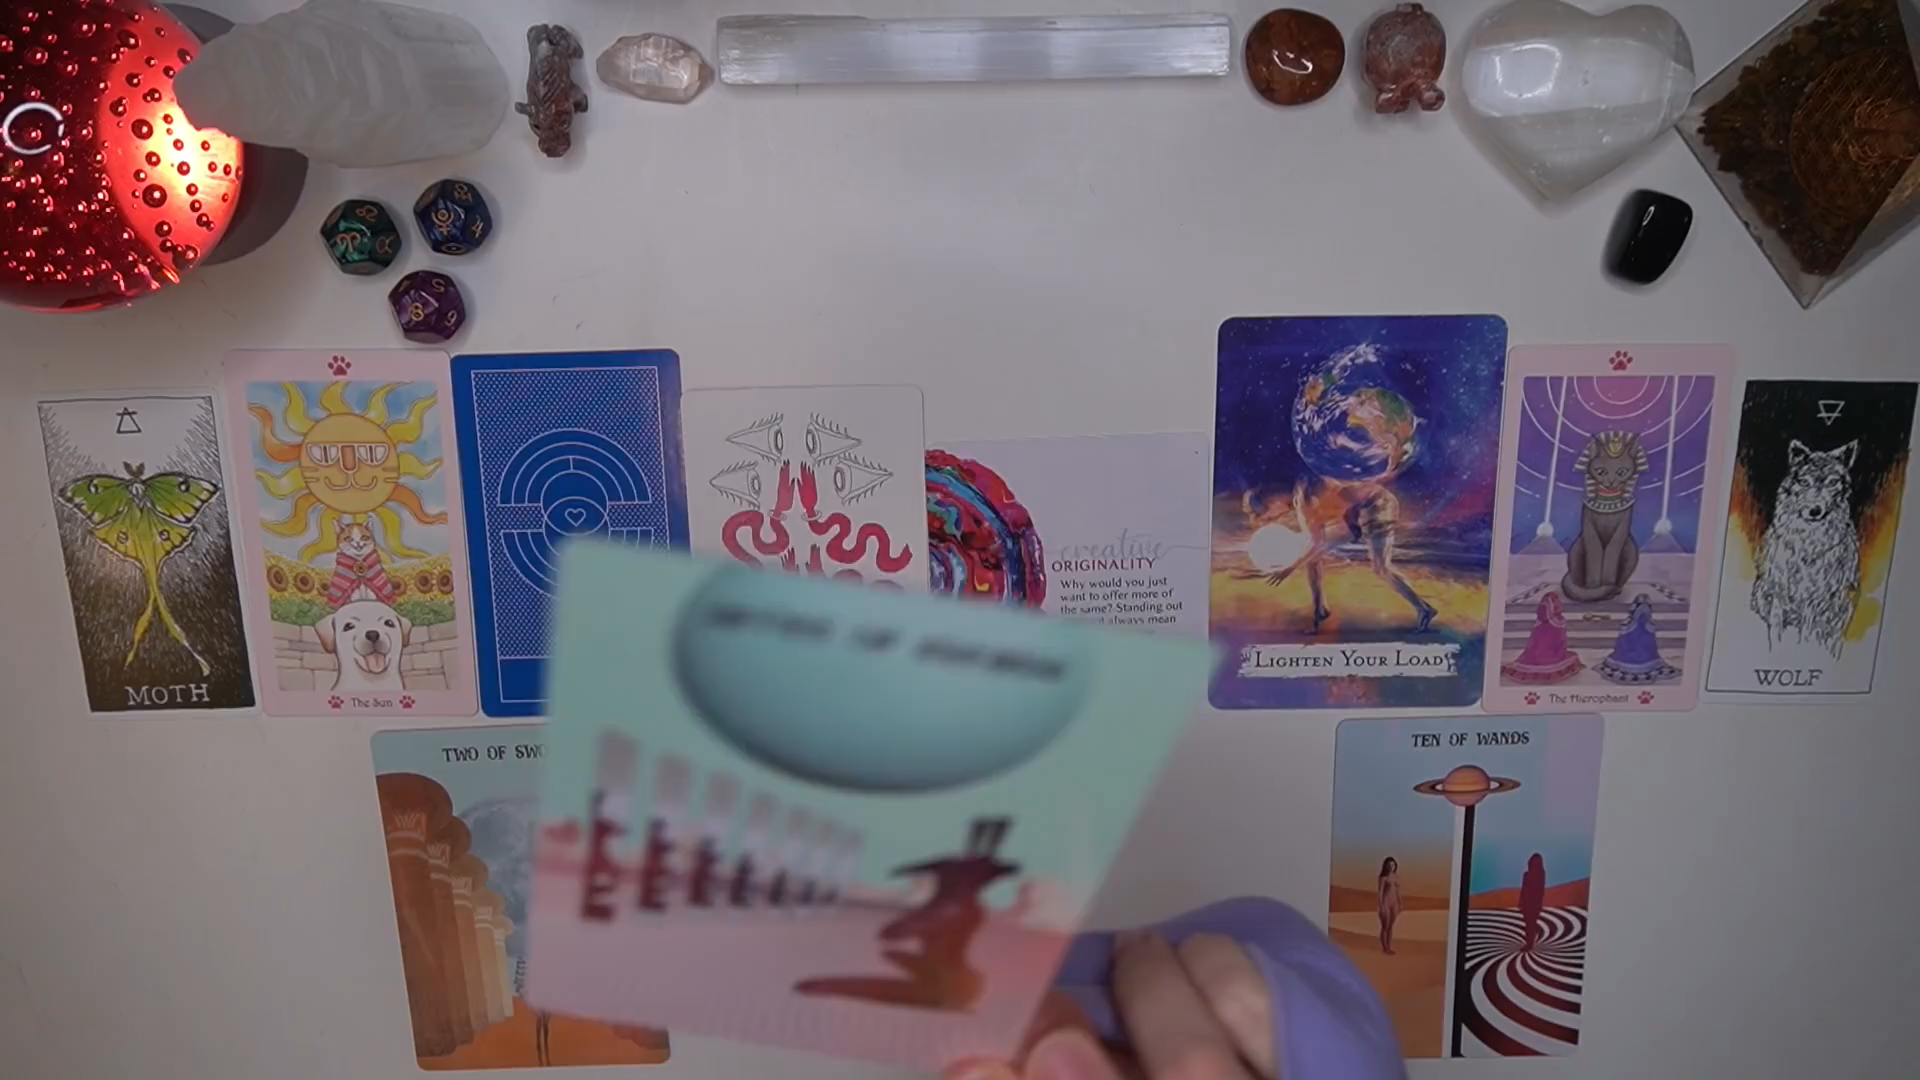 MOTH
The Sun
creative
ORIGINALITY
Why would you just
want to offer more of
the same? Standing out
always mean
LIGHTEN YOUR LOAD
The Hierophant
WOLF
TWO OF
TEN OF WANDS